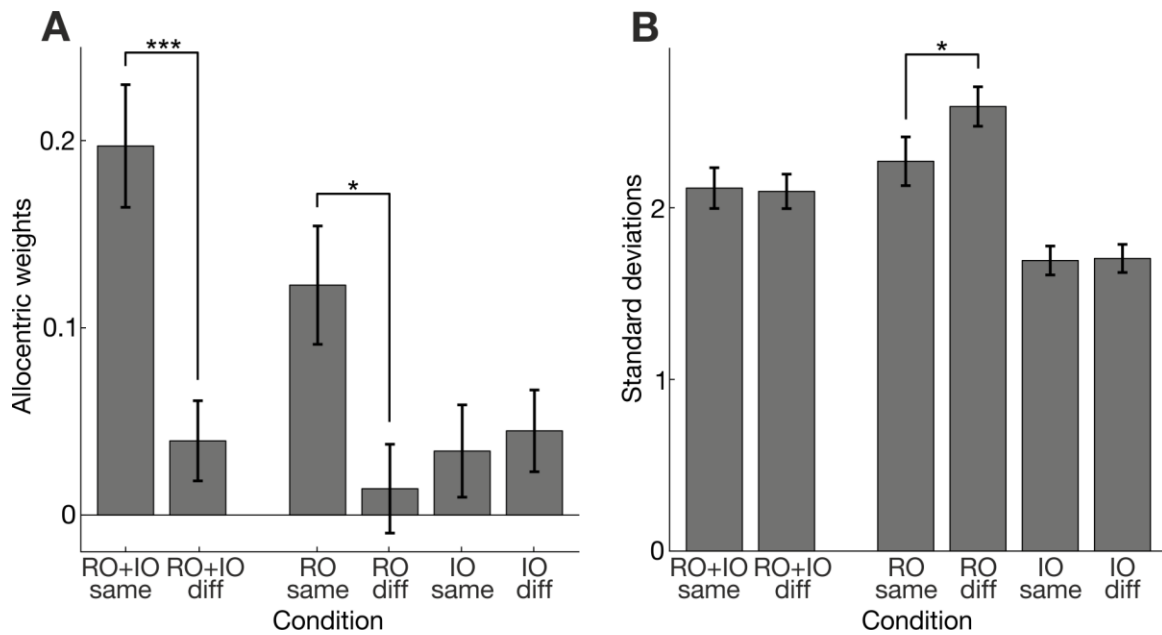 A
***
*
0.2
0.1
0
Allocentric weights
RO+IO same
RO+IO diff
RO same
RO diff
IO same
IO diff
Condition
B
*
2
1
0
Standard deviations
RO+IO same
RO+IO diff
RO same
RO diff
IO same
IO diff
Condition